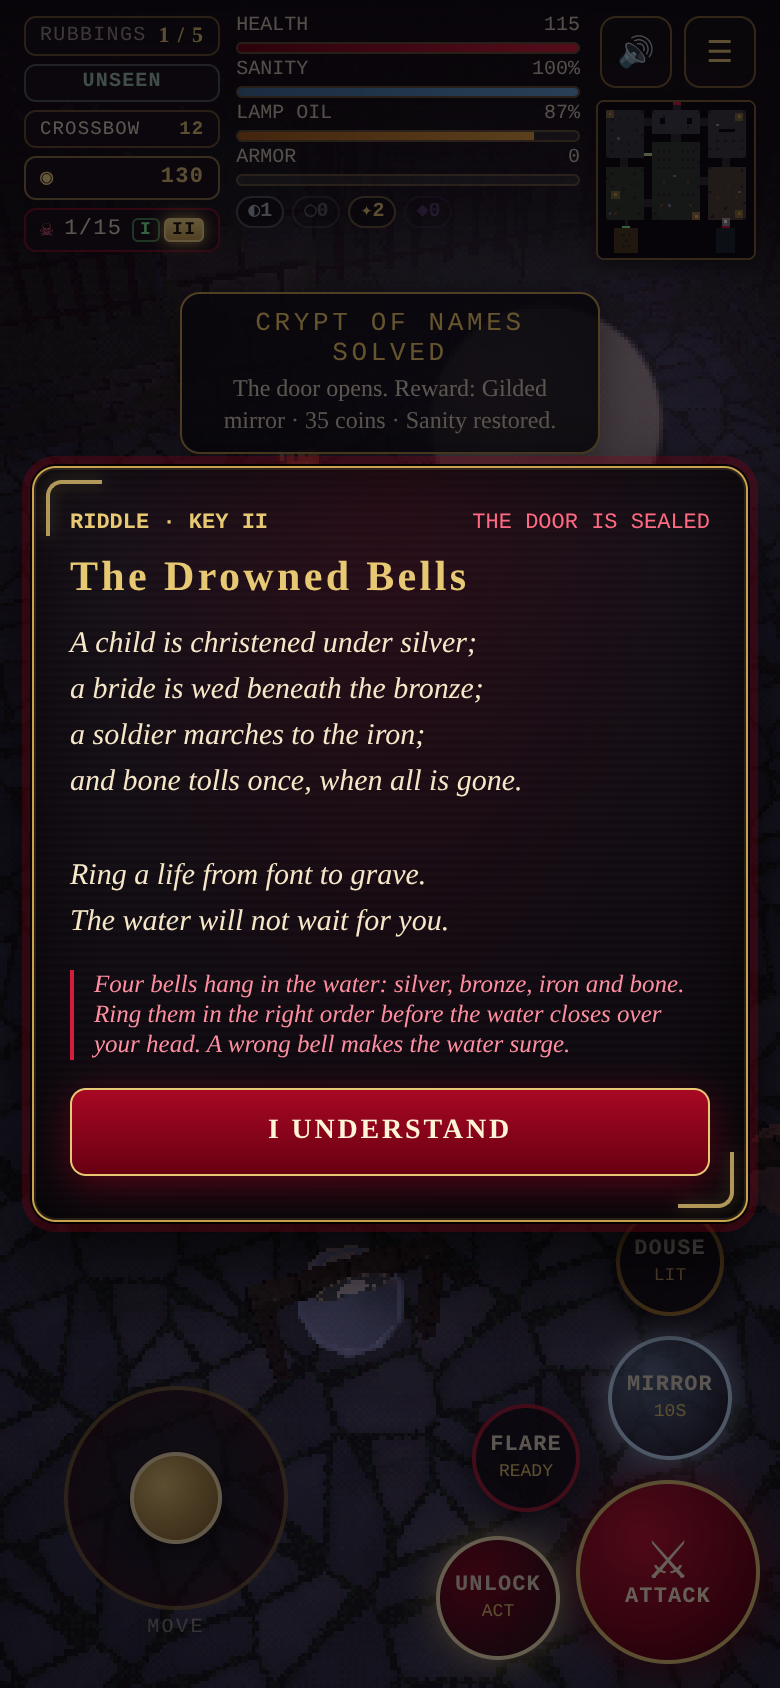 RUBBINGS 1 / 5
UNSEEN
CROSSBOW 12
◉ 130
☠ 1/15 I II
HEALTH 115
SANITY 100%
LAMP OIL 87%
ARMOR 0
◐1 ○0 ✦2 ◆0
CRYPT OF NAMES
SOLVED
The door opens. Reward: Gilded
mirror · 35 coins · Sanity restored.
RIDDLE · KEY II
THE DOOR IS SEALED
The Drowned Bells
A child is christened under silver;
a bride is wed beneath the bronze;
a soldier marches to the iron;
and bone tolls once, when all is gone.
Ring a life from font to grave.
The water will not wait for you.
Four bells hang in the water: silver, bronze, iron and bone.
Ring them in the right order before the water closes over
your head. A wrong bell makes the water surge.
I UNDERSTAND
DOUSE
LIT
MIRROR
10S
FLARE
READY
UNLOCK
ACT
ATTACK
MOVE